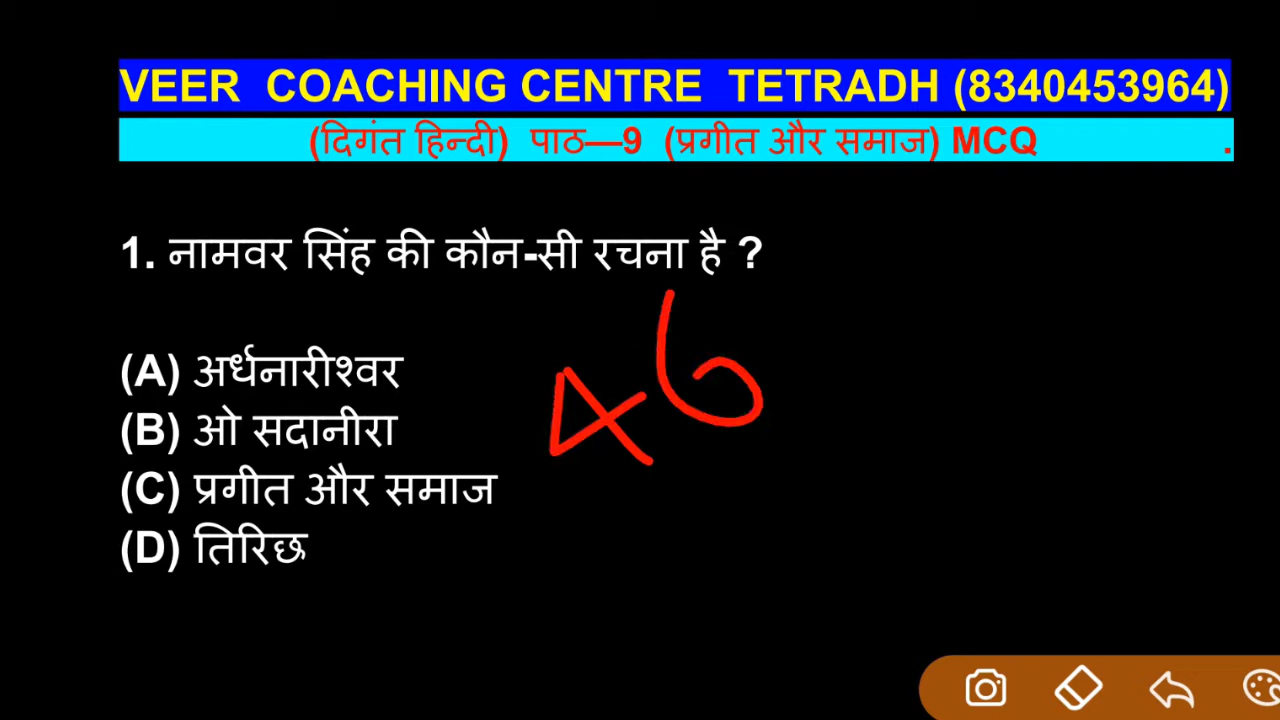 VEER COACHING CENTRE TETRADH (8340453964)
(दिगंत हिन्दी) पाठ—9 (प्रगीत और समाज) MCQ .
1. नामवर सिंह की कौन-सी रचना है ?
46
(A) अर्धनारीश्वर
(B) ओ सदानीरा
(C) प्रगीत और समाज
(D) तिरिछ